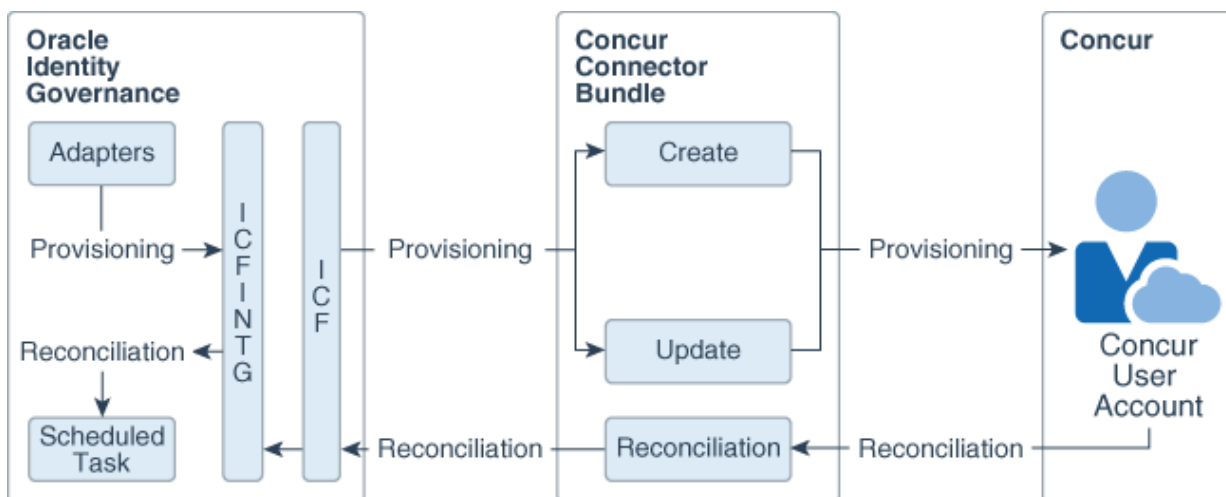 Oracle
Identity
Governance
Adapters
Provisioning
Reconciliation
Scheduled
Task
I
C
F
I
N
T
G
I
C
F
Provisioning
Reconciliation
Concur
Connector
Bundle
Create
Update
Reconciliation
Provisioning
Reconciliation
Concur
Concur
User
Account